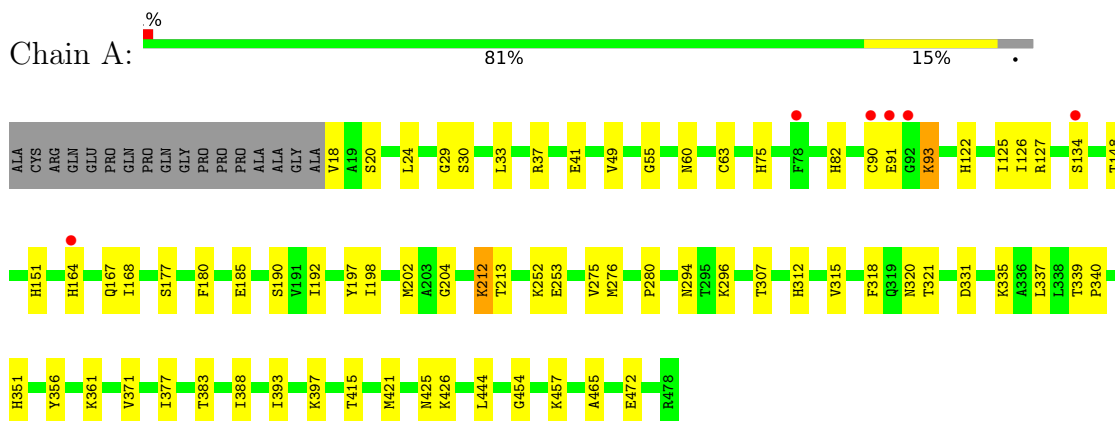 .%
Chain A:
81% 15% •
ALA CYS ARG GLN GLU PRO GLN PRO GLN GLY PRO PRO PRO ALA ALA GLY ALA V18 A19 S20 L24 G29 S30 L33 R37 E41 V49 G55 N60 C63 H75 F78 H82 C90 E91 G92 K93 H122 I125 I126 R127 S134 T148
H151 H164 Q167 I168 S177 F180 E185 S190 V191 I192 Y197 I198 M202 A203 G204 K212 T213 K252 E253 V275 M276 P280 N294 T295 K296 T307 H312 V315 F318 Q319 N320 T321 D331 K335 A336 L337 L338 T339 P340
H351 Y356 K361 V371 I377 T383 I388 I393 K397 T415 M421 N425 K426 L444 G454 K457 A465 E472 R478